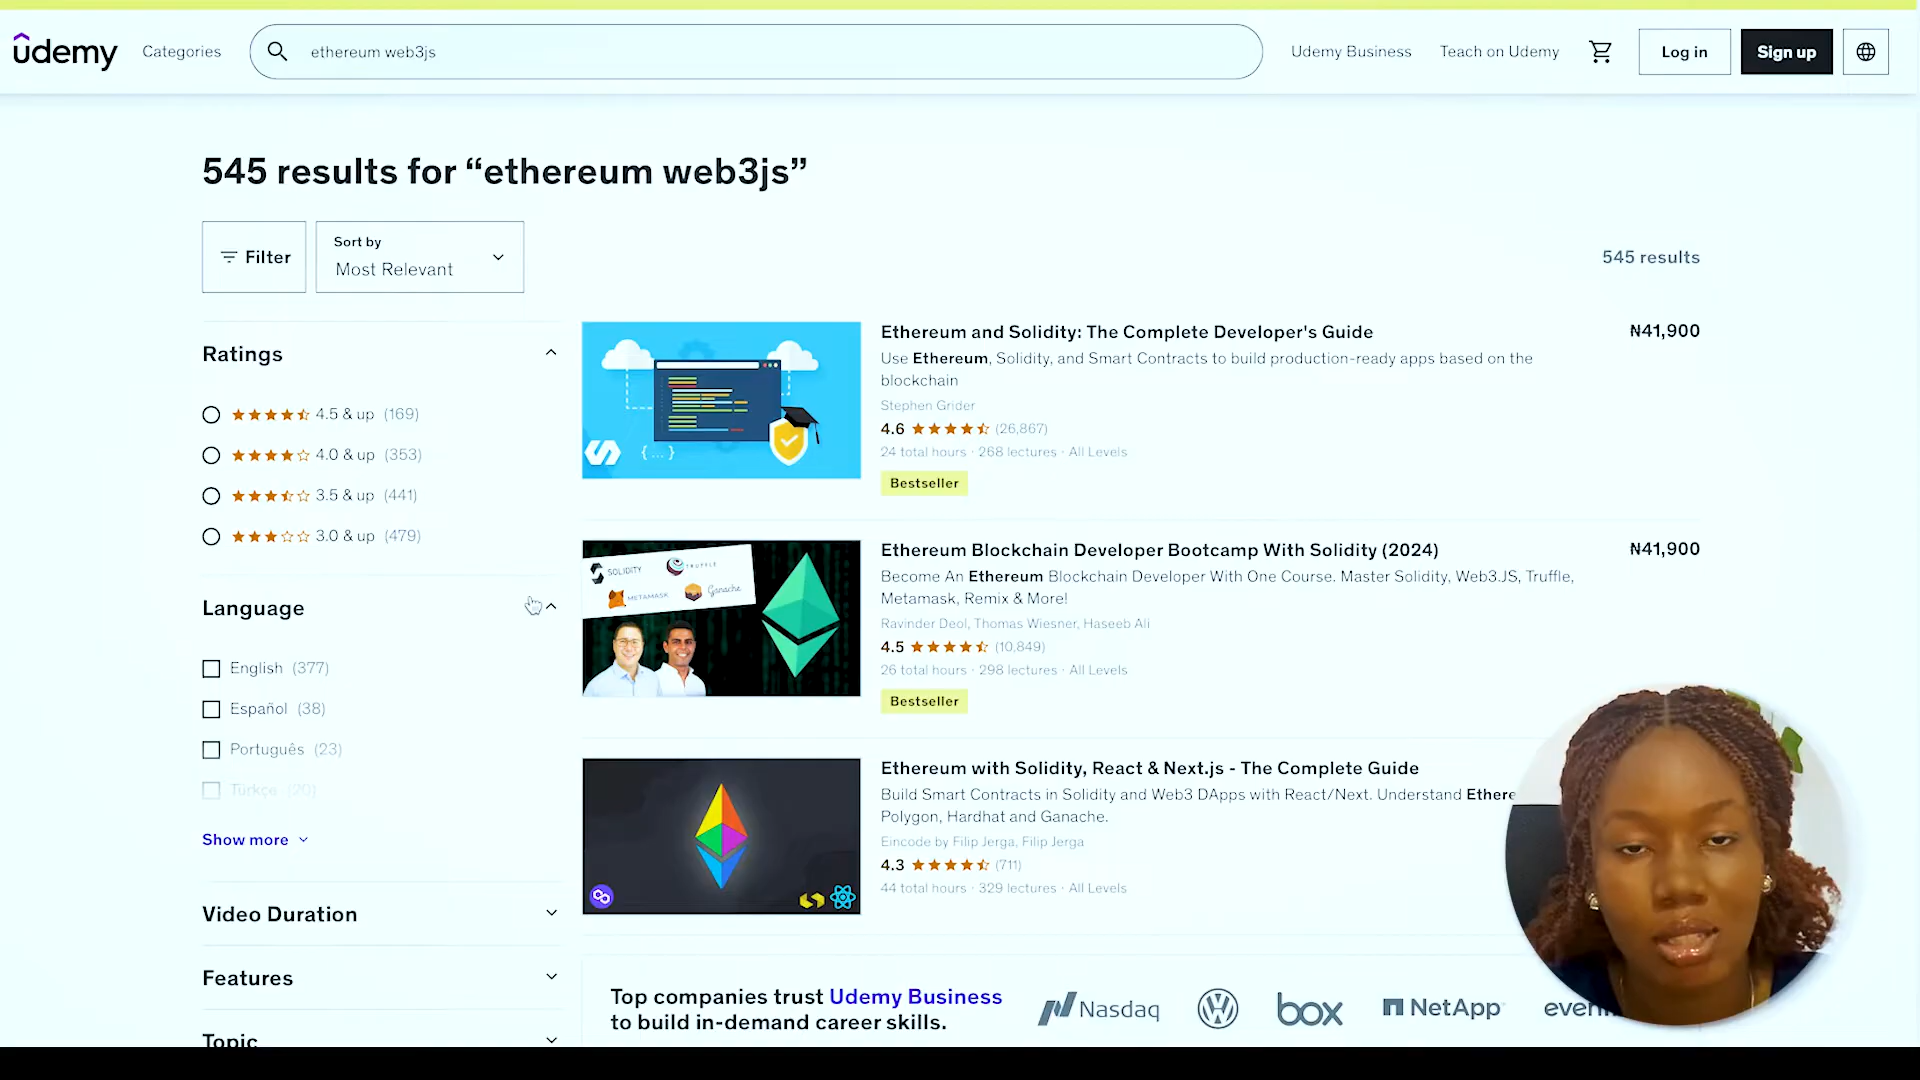 ûdemy
Categories
ethereum web3js
Udemy Business
Teach on Udemy
Log in
Sign up
545 results for “ethereum web3js”
Filter
Sort by
Most Relevant
545 results
Ratings
4.5 & up (169)
4.0 & up (353)
3.5 & up (441)
3.0 & up (479)
Language
English (377)
Español (38)
Português (23)
Türkçe (20)
Show more
Video Duration
Features
Topic
{...}
Ethereum and Solidity: The Complete Developer's Guide
₦41,900
Use Ethereum, Solidity, and Smart Contracts to build production-ready apps based on the
blockchain
Stephen Grider
4.6 (26,867)
24 total hours · 268 lectures · All Levels
Bestseller
SOLIDITY
TRUFFLE
METAMASK
Ganache
Ethereum Blockchain Developer Bootcamp With Solidity (2024)
₦41,900
Become An Ethereum Blockchain Developer With One Course. Master Solidity, Web3.JS, Truffle,
Metamask, Remix & More!
Ravinder Deol, Thomas Wiesner, Haseeb Ali
4.5 (10,849)
26 total hours · 298 lectures · All Levels
Bestseller
Ethereum with Solidity, React & Next.js - The Complete Guide
Build Smart Contracts in Solidity and Web3 DApps with React/Next. Understand Ethere
Polygon, Hardhat and Ganache.
Eincode by Filip Jerga, Filip Jerga
4.3 (711)
44 total hours · 329 lectures · All Levels
Top companies trust Udemy Business
to build in-demand career skills.
Nasdaq
box
NetApp